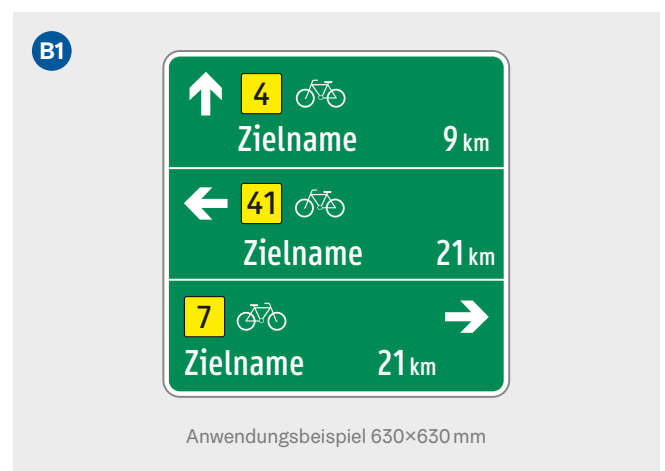 B1
4
Zielname 9 km
41
Zielname 21 km
7
Zielname 21 km
Anwendungsbeispiel 630×630 mm